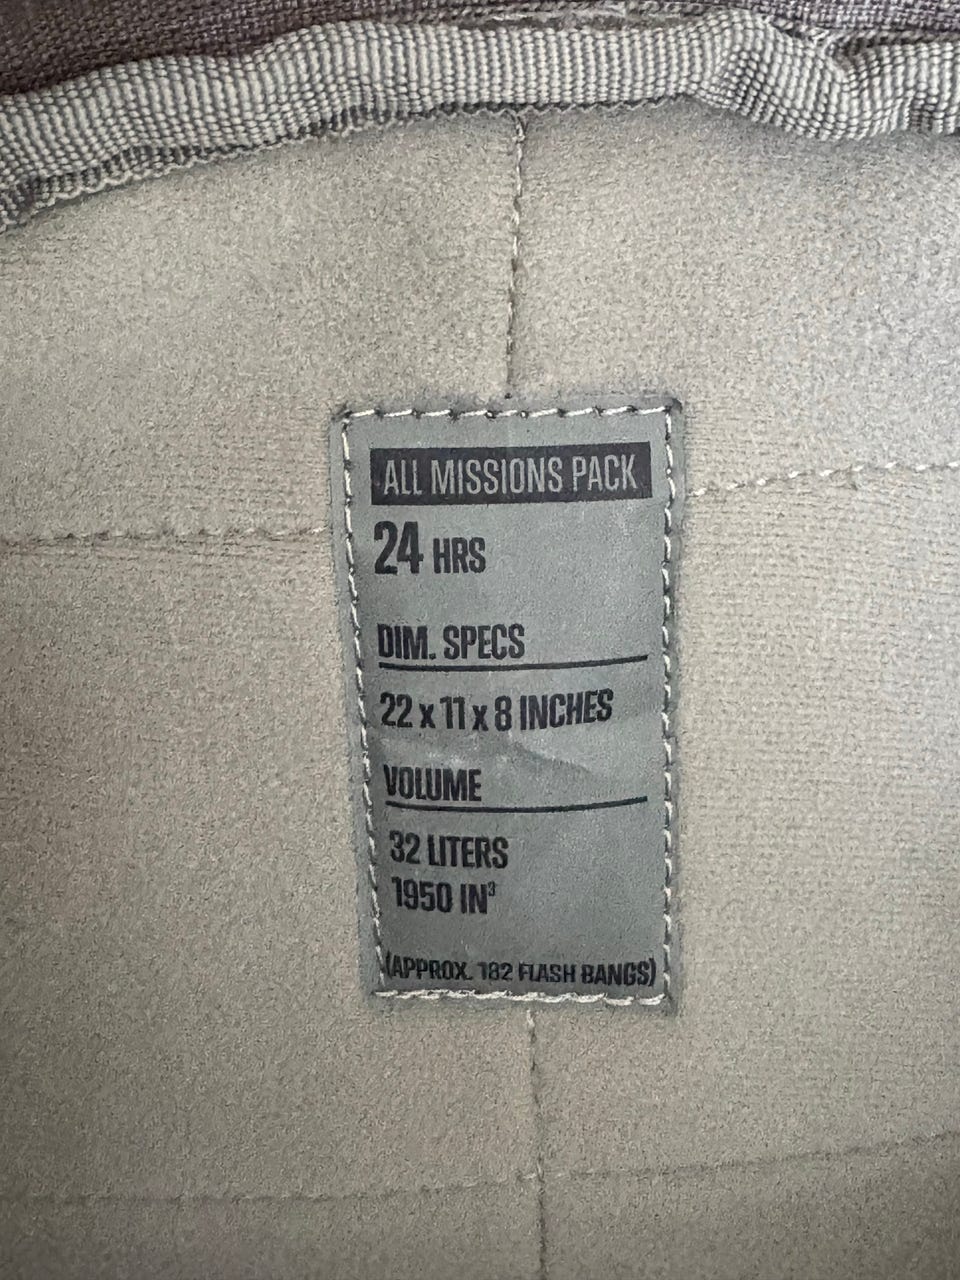 ALL MISSIONS PACK
24 HRS
DIM. SPECS
22 x 11 x 8 INCHES
VOLUME
32 LITERS
1950 IN³
(APPROX. 182 FLASH BANGS)